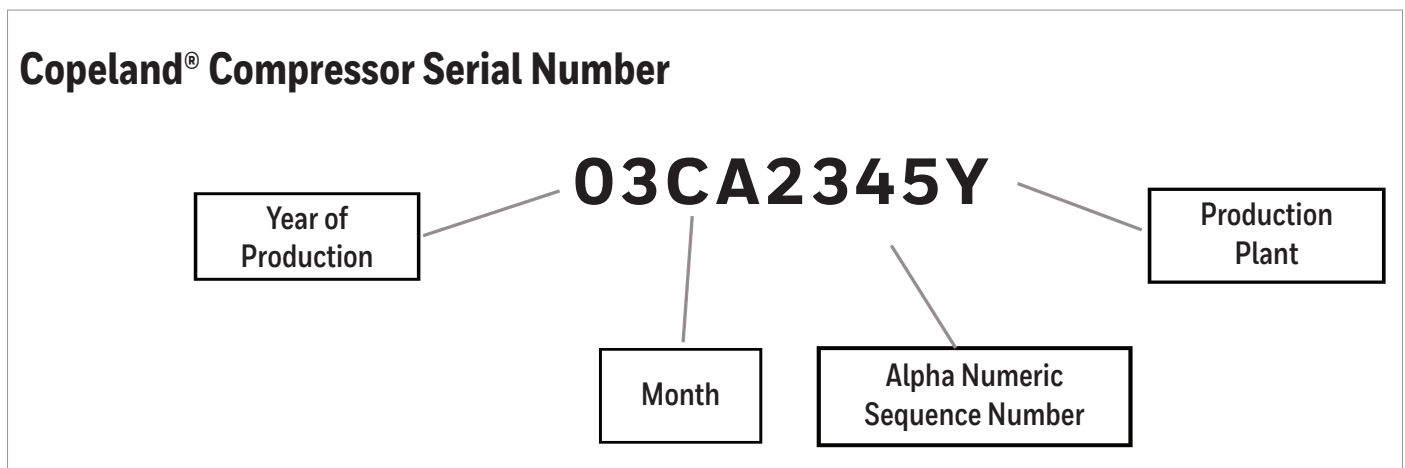 Copeland® Compressor Serial Number
03CA2345Y
Year of
Production
Production
Plant
Month
Alpha Numeric
Sequence Number